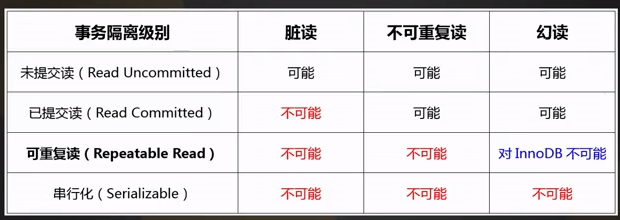 事务隔离级别 脏读 不可重复读 幻读
未提交读（Read Uncommitted） 可能 可能 可能
已提交读（Read Committed） 不可能 可能 可能
可重复读（Repeatable Read） 不可能 不可能 对 InnoDB 不可能
串行化（Serializable） 不可能 不可能 不可能